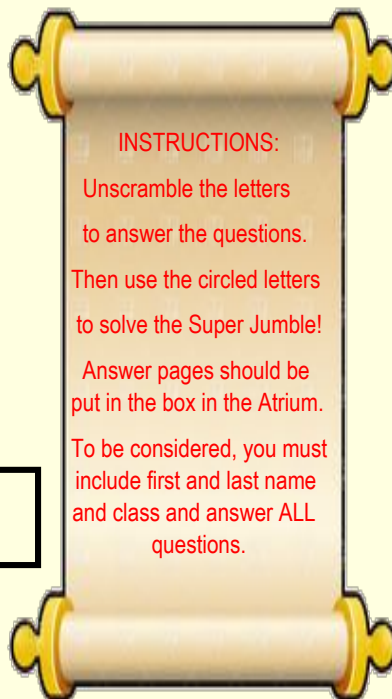 INSTRUCTIONS:
Unscramble the letters
to answer the questions.
Then use the circled letters
to solve the Super Jumble!
Answer pages should be
put in the box in the Atrium.
To be considered, you must
include first and last name
and class and answer ALL
questions.